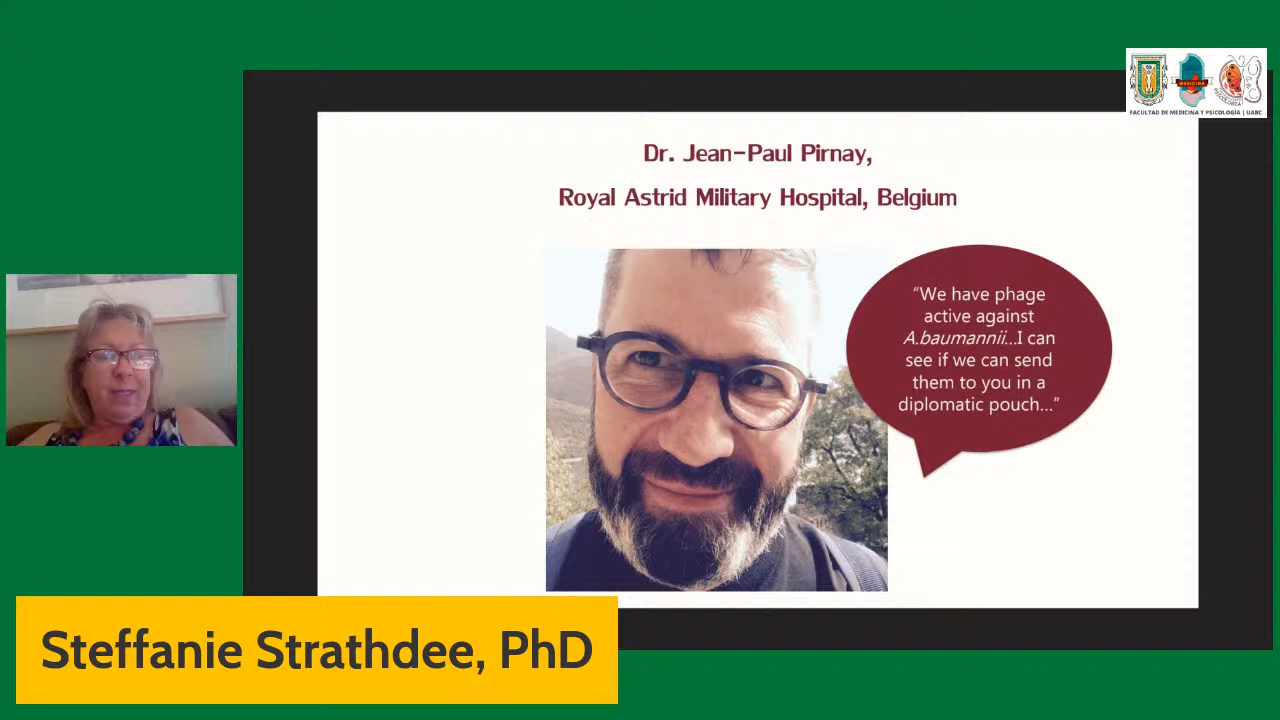 FACULTAD DE MEDICINA Y PSICOLOGÍA | UABC
Dr. Jean-Paul Pirnay,
Royal Astrid Military Hospital, Belgium
“We have phage
active against
A.baumannii...I can
see if we can send
them to you in a
diplomatic pouch...”
Steffanie Strathdee, PhD